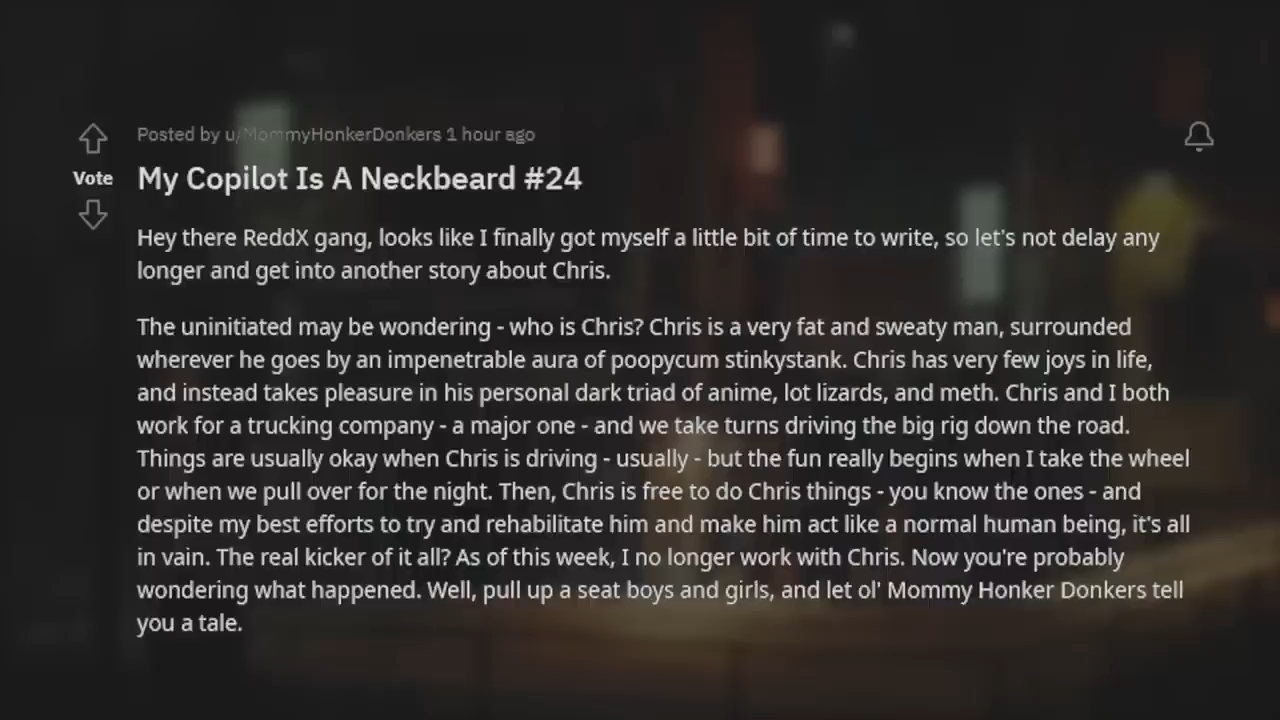 Posted by u/MommyHonkerDonkers 1 hour ago
Vote
My Copilot Is A Neckbeard #24
Hey there ReddX gang, looks like I finally got myself a little bit of time to write, so let's not delay any
longer and get into another story about Chris.
The uninitiated may be wondering - who is Chris? Chris is a very fat and sweaty man, surrounded
wherever he goes by an impenetrable aura of poopycum stinkystank. Chris has very few joys in life,
and instead takes pleasure in his personal dark triad of anime, lot lizards, and meth. Chris and I both
work for a trucking company - a major one - and we take turns driving the big rig down the road.
Things are usually okay when Chris is driving - usually - but the fun really begins when I take the wheel
or when we pull over for the night. Then, Chris is free to do Chris things - you know the ones - and
despite my best efforts to try and rehabilitate him and make him act like a normal human being, it's all
in vain. The real kicker of it all? As of this week, I no longer work with Chris. Now you're probably
wondering what happened. Well, pull up a seat boys and girls, and let ol' Mommy Honker Donkers tell
you a tale.